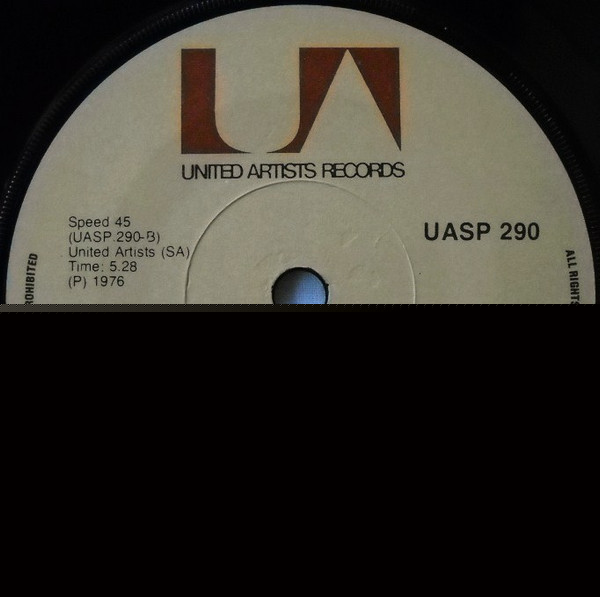 UA
UNITED ARTISTS RECORDS
Speed 45
(UASP.290-B)
United Artists (SA)
Time: 5.28
(P) 1976
UASP 290
ALL RIGHTS